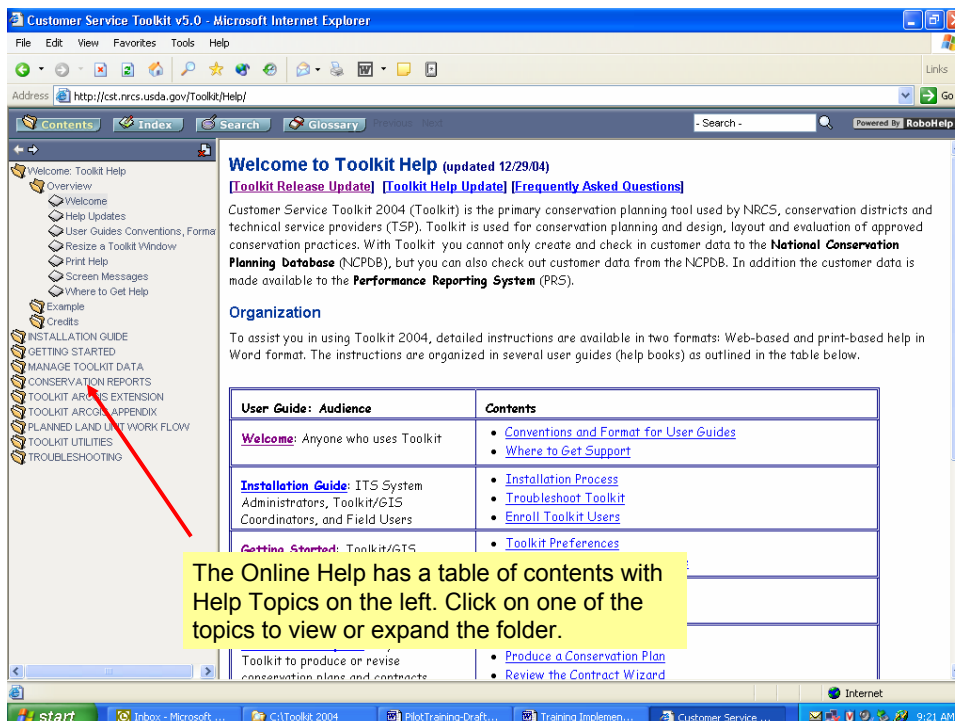 Customer Service Toolkit v5.0 - Microsoft Internet Explorer
File Edit View Favorites Tools Help
Links
Address http://cst.nrcs.usda.gov/Toolkit/Help/ Go
Contents Index Search Glossary Previous Next - Search - Powered By RoboHelp
Welcome: Toolkit Help
Overview
Welcome
Help Updates
User Guides Conventions, Forma
Resize a Toolkit Window
Print Help
Screen Messages
Where to Get Help
Example
Credits
INSTALLATION GUIDE
GETTING STARTED
MANAGE TOOLKIT DATA
CONSERVATION REPORTS
TOOLKIT ARCGIS EXTENSION
TOOLKIT ARCGIS APPENDIX
PLANNED LAND UNIT WORK FLOW
TOOLKIT UTILITIES
TROUBLESHOOTING
Welcome to Toolkit Help (updated 12/29/04)
[Toolkit Release Update] [Toolkit Help Update] [Frequently Asked Questions]
Customer Service Toolkit 2004 (Toolkit) is the primary conservation planning tool used by NRCS, conservation districts and
technical service providers (TSP). Toolkit is used for conservation planning and design, layout and evaluation of approved
conservation practices. With Toolkit you cannot only create and check in customer data to the National Conservation
Planning Database (NCPDB), but you can also check out customer data from the NCPDB. In addition the customer data is
made available to the Performance Reporting System (PRS).
Organization
To assist you in using Toolkit 2004, detailed instructions are available in two formats: Web-based and print-based help in
Word format. The instructions are organized in several user guides (help books) as outlined in the table below.
User Guide: Audience
Contents
Welcome: Anyone who uses Toolkit
• Conventions and Format for User Guides
• Where to Get Support
Installation Guide: ITS System
Administrators, Toolkit/GIS
Coordinators, and Field Users
• Installation Process
• Troubleshoot Toolkit
• Enroll Toolkit Users
Getting Started: Toolkit/GIS
• Toolkit Preferences
The Online Help has a table of contents with
Help Topics on the left. Click on one of the
topics to view or expand the folder.
Toolkit to produce or revise
conservation plans and contracts
• Produce a Conservation Plan
• Review the Contract Wizard
Internet
start Inbox - Microsoft ... C:\Toolkit 2004 PilotTraining-Draft... Training Implemen... Customer Service ... 9:21 AM